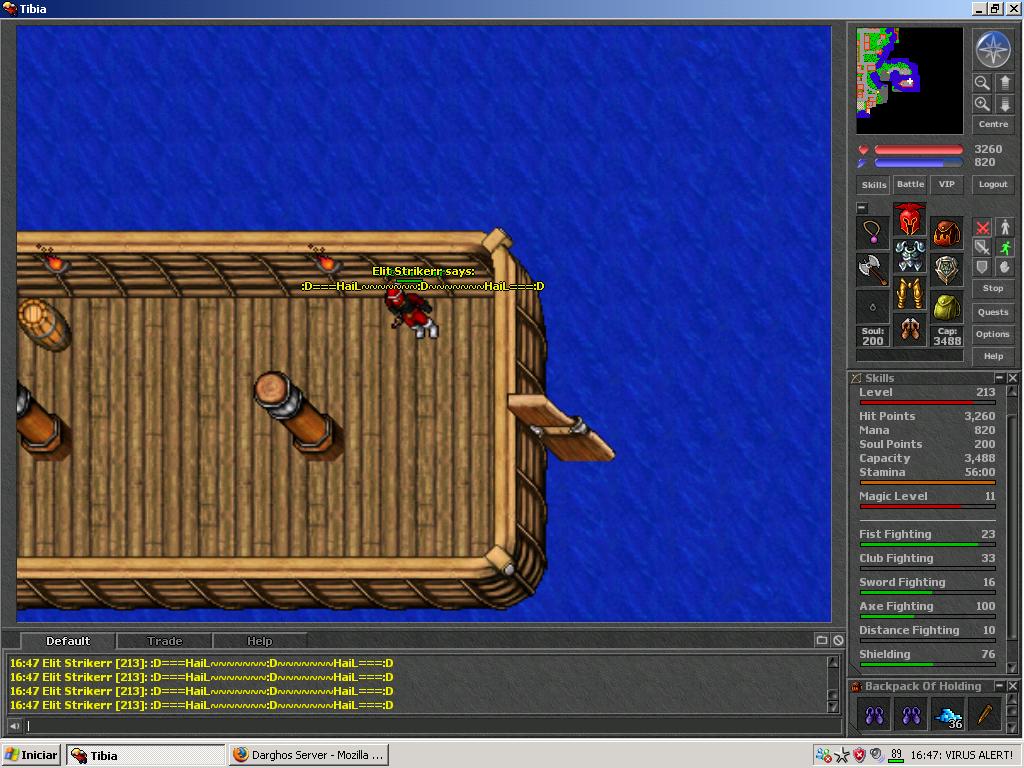 Tibia
Elit Strikerr says:
:D===HaiL~~~~~~~:D~~~~~~~HaiL===:D
Centre
3260
820
Skills Battle VIP Logout
Soul:
200
Cap:
3488
Stop
Quests
Options
Help
Skills
Level 213
Hit Points 3,260
Mana 820
Soul Points 200
Capacity 3,488
Stamina 56:00
Magic Level 11
Fist Fighting 23
Club Fighting 33
Sword Fighting 16
Axe Fighting 100
Distance Fighting 10
Shielding 76
Backpack Of Holding
36
Default Trade Help
16:47 Elit Strikerr [213]: :D===HaiL~~~~~~~:D~~~~~~~HaiL===:D
16:47 Elit Strikerr [213]: :D===HaiL~~~~~~~:D~~~~~~~HaiL===:D
16:47 Elit Strikerr [213]: :D===HaiL~~~~~~~:D~~~~~~~HaiL===:D
16:47 Elit Strikerr [213]: :D===HaiL~~~~~~~:D~~~~~~~HaiL===:D
Iniciar Tibia Darghos Server - Mozilla ... 89 16:47: VIRUS ALERT!